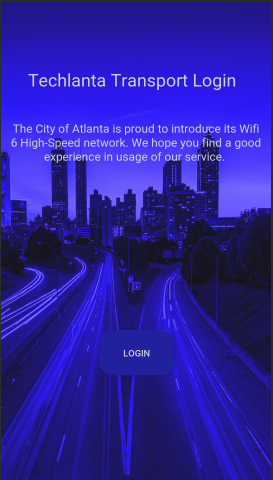 Techlanta Transport Login
The City of Atlanta is proud to introduce its Wifi
6 High-Speed network. We hope you find a good
experience in usage of our service.
LOGIN